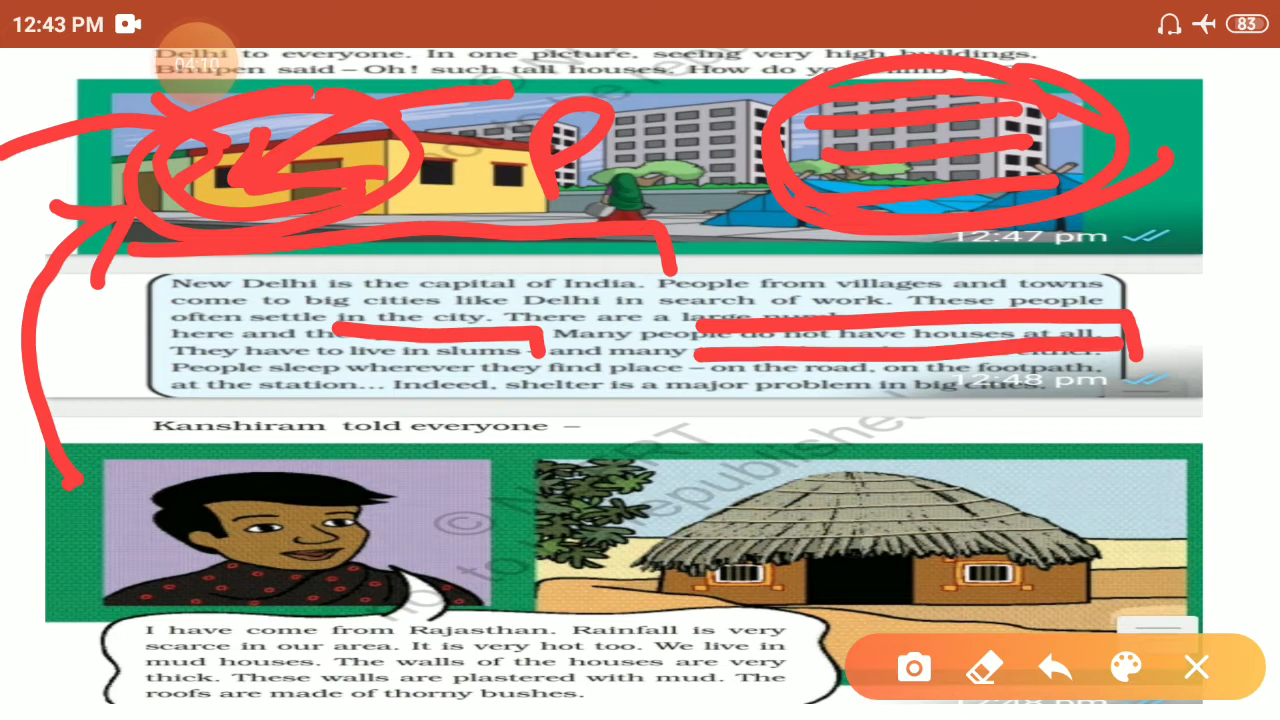 12:43 PM
83
04:10
Delhi to everyone. In one picture, seeing very high buildings.
Bhupen said – Oh! such tall houses. How do
12:47 pm
New Delhi is the capital of India. People from villages and towns
come to big cities like Delhi in search of work. These people
often settle in the city. There are a large
here and Many people do not have houses at all.
They have to live in slums and many
People sleep wherever they find place – on the road, on the footpath,
at the station... Indeed, shelter is a major problem in big cities.
12:48 pm
Kanshiram told everyone –
© NCERT
not to republished
I have come from Rajasthan. Rainfall is very
scarce in our area. It is very hot too. We live in
mud houses. The walls of the houses are very
thick. These walls are plastered with mud. The
roofs are made of thorny bushes.